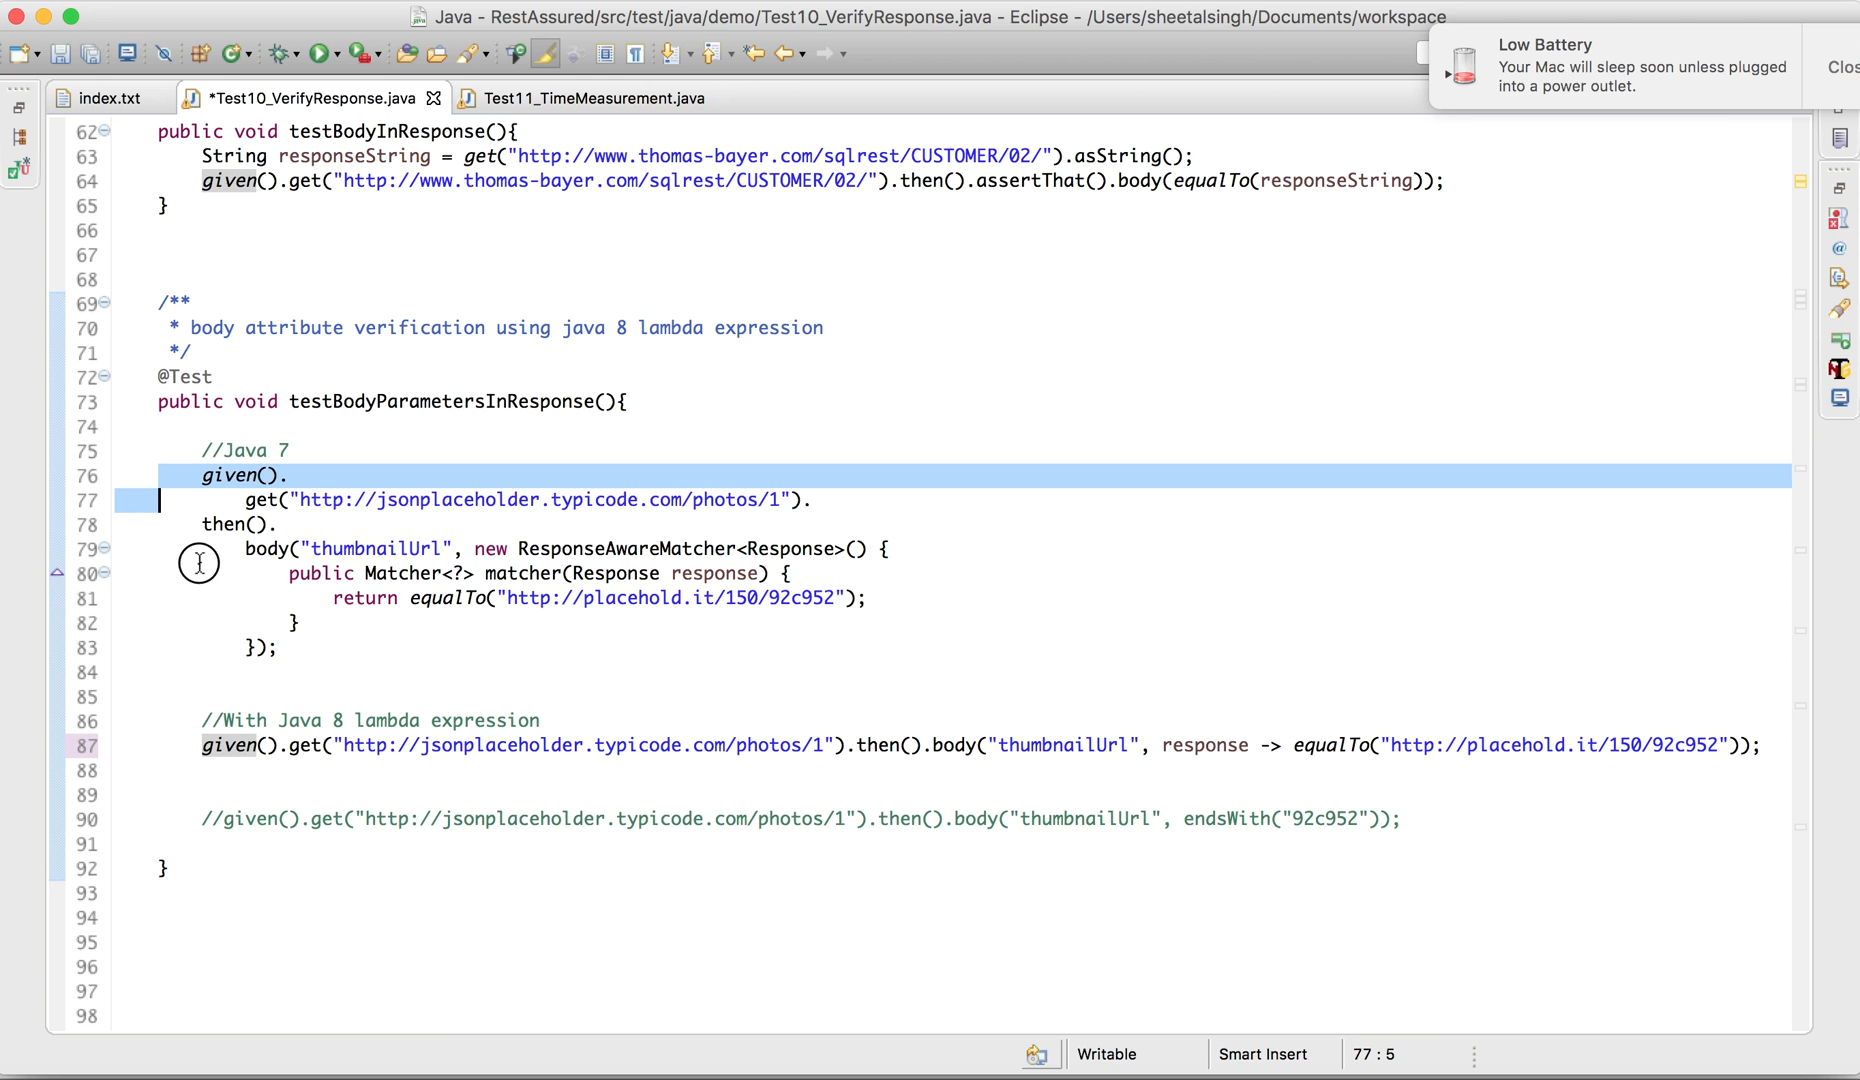 Java - RestAssured/src/test/java/demo/Test10_VerifyResponse.java - Eclipse - /Users/sheetalsingh/Documents/workspace
Low Battery
Your Mac will sleep soon unless plugged
into a power outlet.
Clos
index.txt
*Test10_VerifyResponse.java
Test11_TimeMeasurement.java
62 public void testBodyInResponse(){
63 String responseString = get("http://www.thomas-bayer.com/sqlrest/CUSTOMER/02/").asString();
64 given().get("http://www.thomas-bayer.com/sqlrest/CUSTOMER/02/").then().assertThat().body(equalTo(responseString));
65 }
66
67
68
69 /**
70 * body attribute verification using java 8 lambda expression
71 */
72 @Test
73 public void testBodyParametersInResponse(){
74
75 //Java 7
76 given().
77 get("http://jsonplaceholder.typicode.com/photos/1").
78 then().
79 body("thumbnailUrl", new ResponseAwareMatcher<Response>() {
80 public Matcher<?> matcher(Response response) {
81 return equalTo("http://placehold.it/150/92c952");
82 }
83 });
84
85
86 //With Java 8 lambda expression
87 given().get("http://jsonplaceholder.typicode.com/photos/1").then().body("thumbnailUrl", response -> equalTo("http://placehold.it/150/92c952"));
88
89
90 //given().get("http://jsonplaceholder.typicode.com/photos/1").then().body("thumbnailUrl", endsWith("92c952"));
91
92 }
93
94
95
96
97
98
Writable
Smart Insert
77 : 5